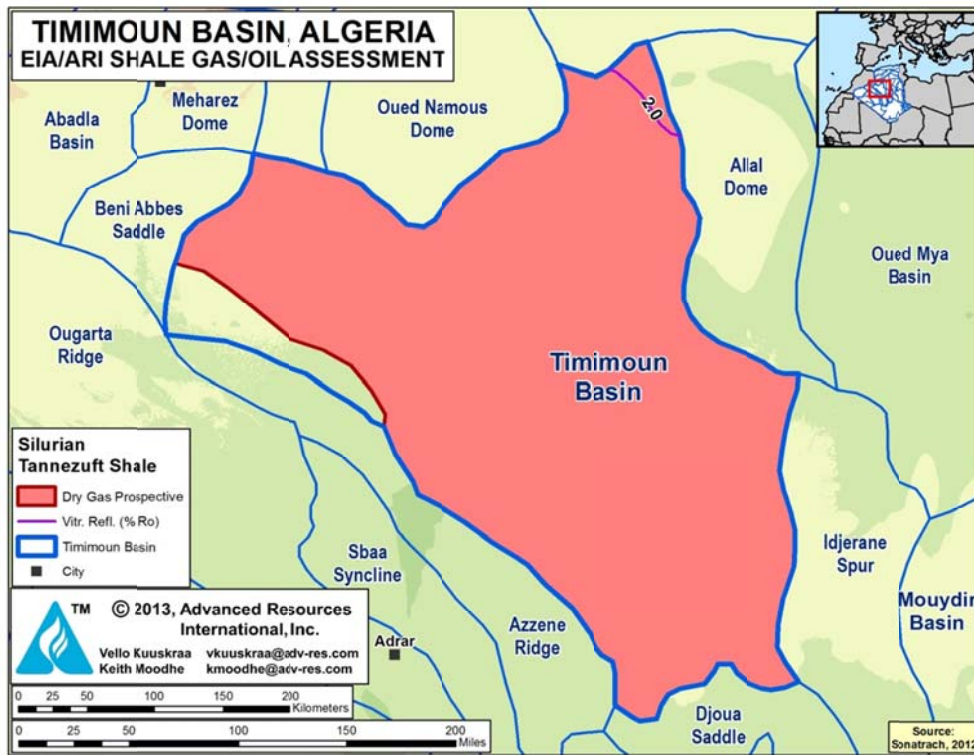 TIMIMOUN BASIN, ALGERIA
EIA/ARI SHALE GAS/OIL ASSESSMENT
Meharez
Dome
Abadla
Basin
Oued Namous
Dome
2.0
Allal
Dome
Beni Abbes
Saddle
Oued Mya
Basin
Ougarta
Ridge
Timimoun
Basin
Silurian
Tannezuft Shale
Dry Gas Prospective
Vitr. Refl. (% Ro)
Timimoun Basin
City
Sbaa
Syncline
Idjerane
Spur
Mouydir
Basin
Azzene
Ridge
Adrar
Djoua
Saddle
TM
© 2013, Advanced Resources
International, Inc.
Vello Kuuskraa vkuuskraa@adv-res.com
Keith Moodhe kmoodhe@adv-res.com
0 25 50 100 150 200
Kilometers
0 25 50 100 150 200
Miles
Source:
Sonatrach, 2012